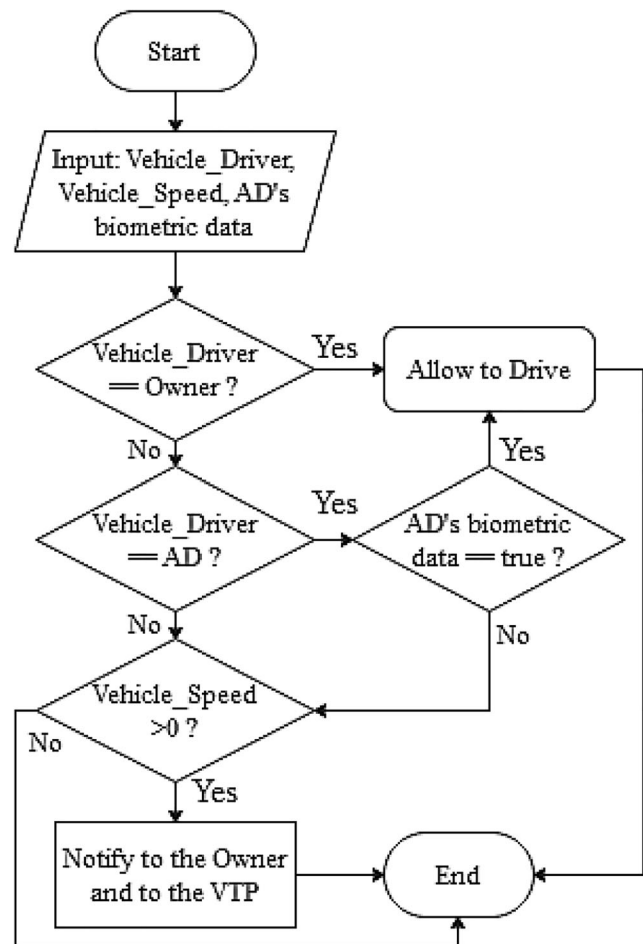 Start
Input: Vehicle_Driver,
Vehicle_Speed, AD's
biometric data
Vehicle_Driver
== Owner ?
Yes
Allow to Drive
No
Yes
Vehicle_Driver
== AD ?
Yes
AD's biometric
data == true ?
No
No
Vehicle_Speed
>0 ?
No
Yes
Notify to the Owner
and to the VTP
End